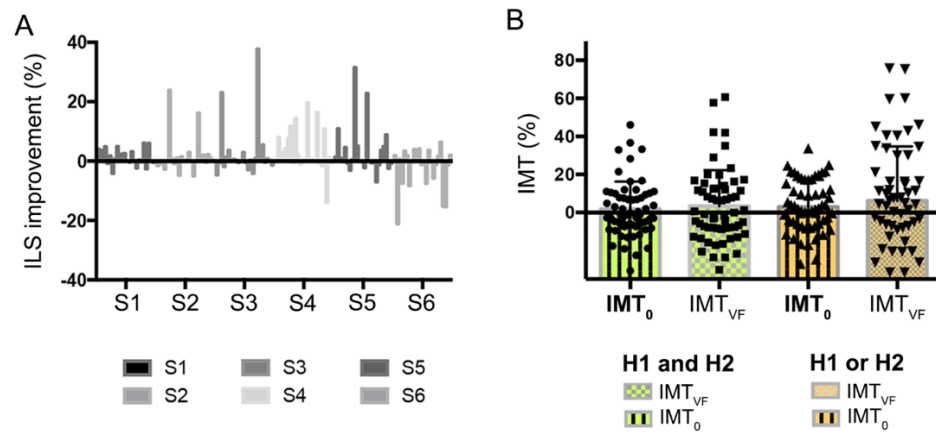 A
ILS improvement (%)
40
20
0
-20
-40
S1 S2 S3 S4 S5 S6
S1 S3 S5
S2 S4 S6
B
IMT (%)
80
60
40
20
0
IMT0 IMTVF IMT0 IMTVF
H1 and H2 H1 or H2
IMTVF IMTVF
IMT0 IMT0